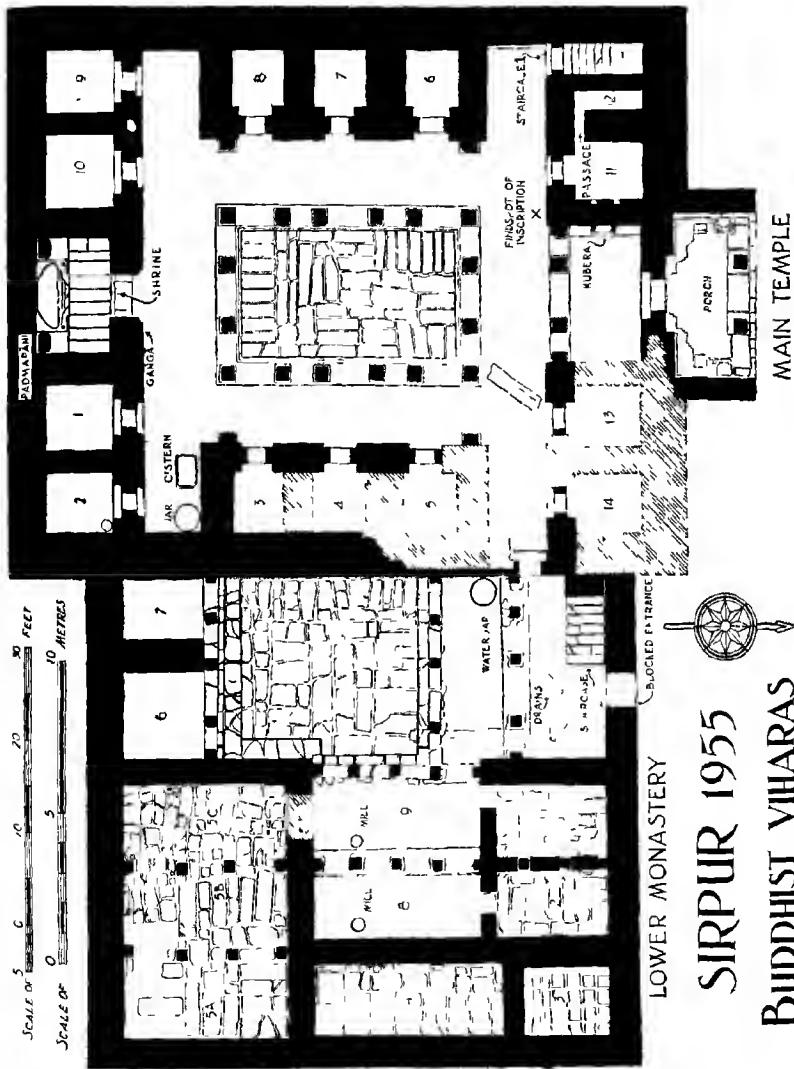 SCALE OF 5 0 10 20 30 FEET
SCALE OF 0 5 10 METRES
PADMAPANI
SHRINE
GANGA
CISTERN
JAR
2
1
10
9
8
7
6
3
4
5
STAIRCASE
FINDSPOT OF
INSCRIPTION
X
PASSAGE
12
11
KUBERA
PORCH
13
14
MAIN TEMPLE
6
7
5A
5B
5C
WATER JAR
DRAINS
STAIRCASE
BLOCKED ENTRANCE
MILL
9
MILL
8
LOWER MONASTERY
SIRPUR 1955
BUDDHIST VIHARAS